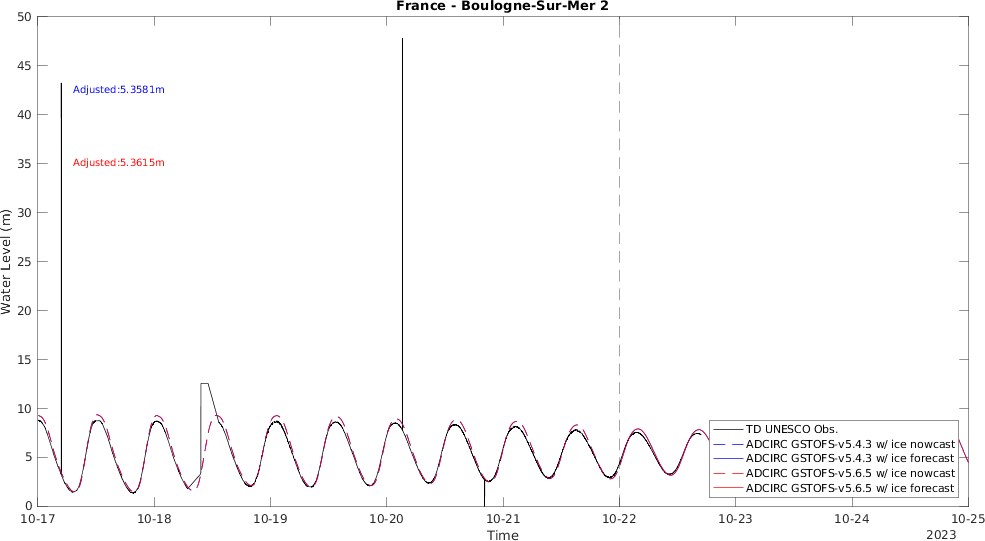 France - Boulogne-Sur-Mer 2
50
45
40
35
30
25
20
15
10
5
0
Water Level (m)
Adjusted:5.3581m
Adjusted:5.3615m
TD UNESCO Obs.
ADCIRC GSTOFS-v5.4.3 w/ ice nowcast
ADCIRC GSTOFS-v5.4.3 w/ ice forecast
ADCIRC GSTOFS-v5.6.5 w/ ice nowcast
ADCIRC GSTOFS-v5.6.5 w/ ice forecast
10-17 10-18 10-19 10-20 10-21 10-22 10-23 10-24 10-25
Time
2023